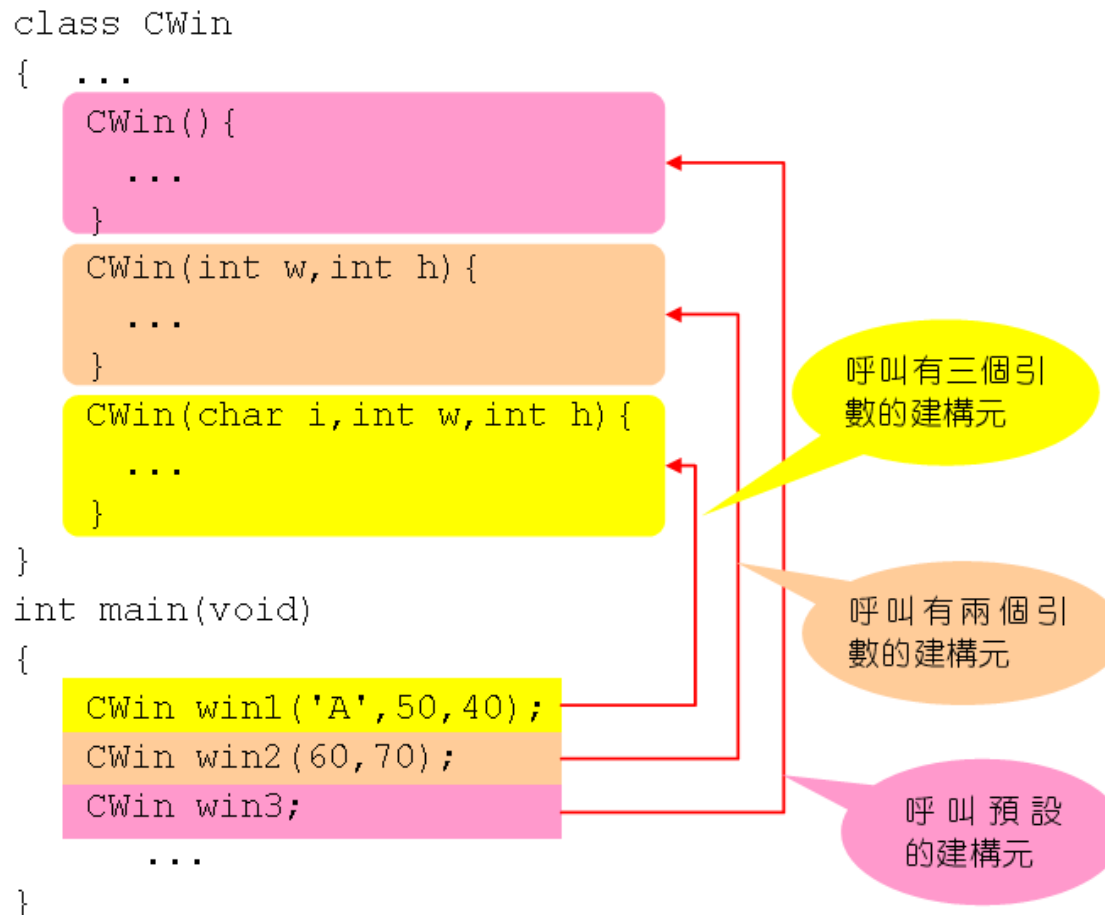 class CWin
{ ...
CWin(){
...
}
CWin(int w,int h){
...
}
CWin(char i,int w,int h){
...
}
}
int main(void)
{
CWin win1('A',50,40);
CWin win2(60,70);
CWin win3;
...
}
呼叫有三個引
數的建構元
呼叫有兩個引
數的建構元
呼叫預設
的建構元